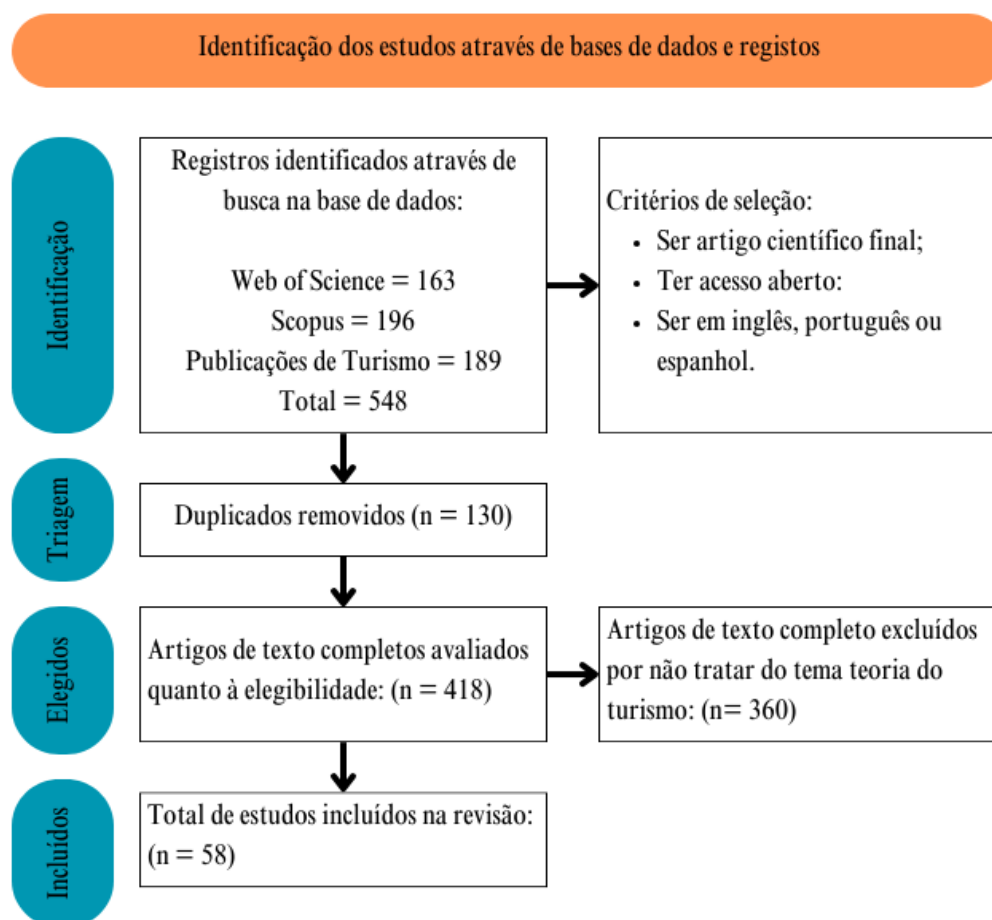 Identificação dos estudos através de bases de dados e registos
Identificação
Registros identificados através de
busca na base de dados:
Web of Science = 163
Scopus = 196
Publicações de Turismo = 189
Total = 548
Critérios de seleção:
• Ser artigo científico final;
• Ter acesso aberto:
• Ser em inglês, português ou
espanhol.
Triagem
Duplicados removidos (n = 130)
Elegidos
Artigos de texto completos avaliados
quanto à elegibilidade: (n = 418)
Artigos de texto completo excluídos
por não tratar do tema teoria do
turismo: (n= 360)
Incluídos
Total de estudos incluídos na revisão:
(n = 58)